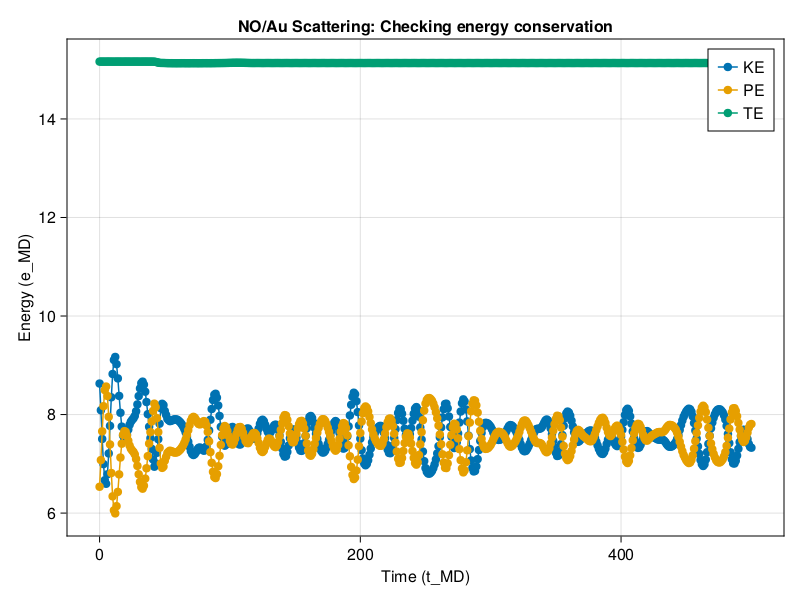 NO/Au Scattering: Checking energy conservation
KE
PE
TE
14
12
10
8
6
Energy (e_MD)
0
200
400
Time (t_MD)